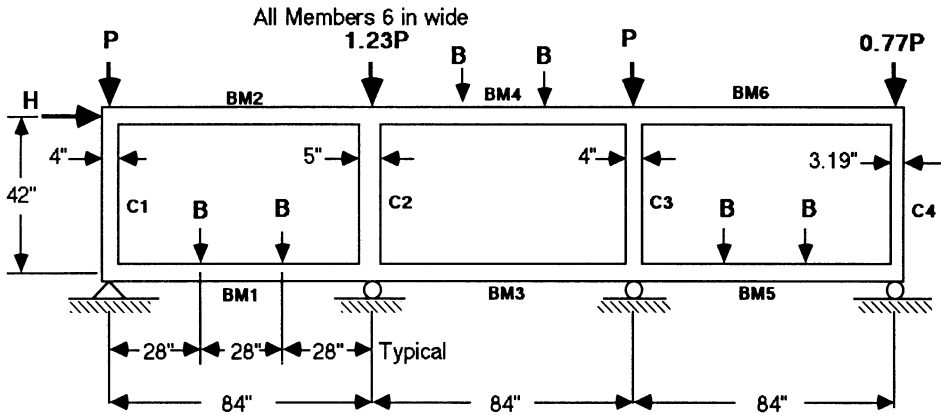 All Members 6 in wide
P 1.23P P 0.77P
B B
H BM2 BM4 BM6
4" 5" 4" 3.19"
42"
C1 B B C2 C3 B B C4
BM1 BM3 BM5
28" 28" 28" Typical
84" 84" 84"